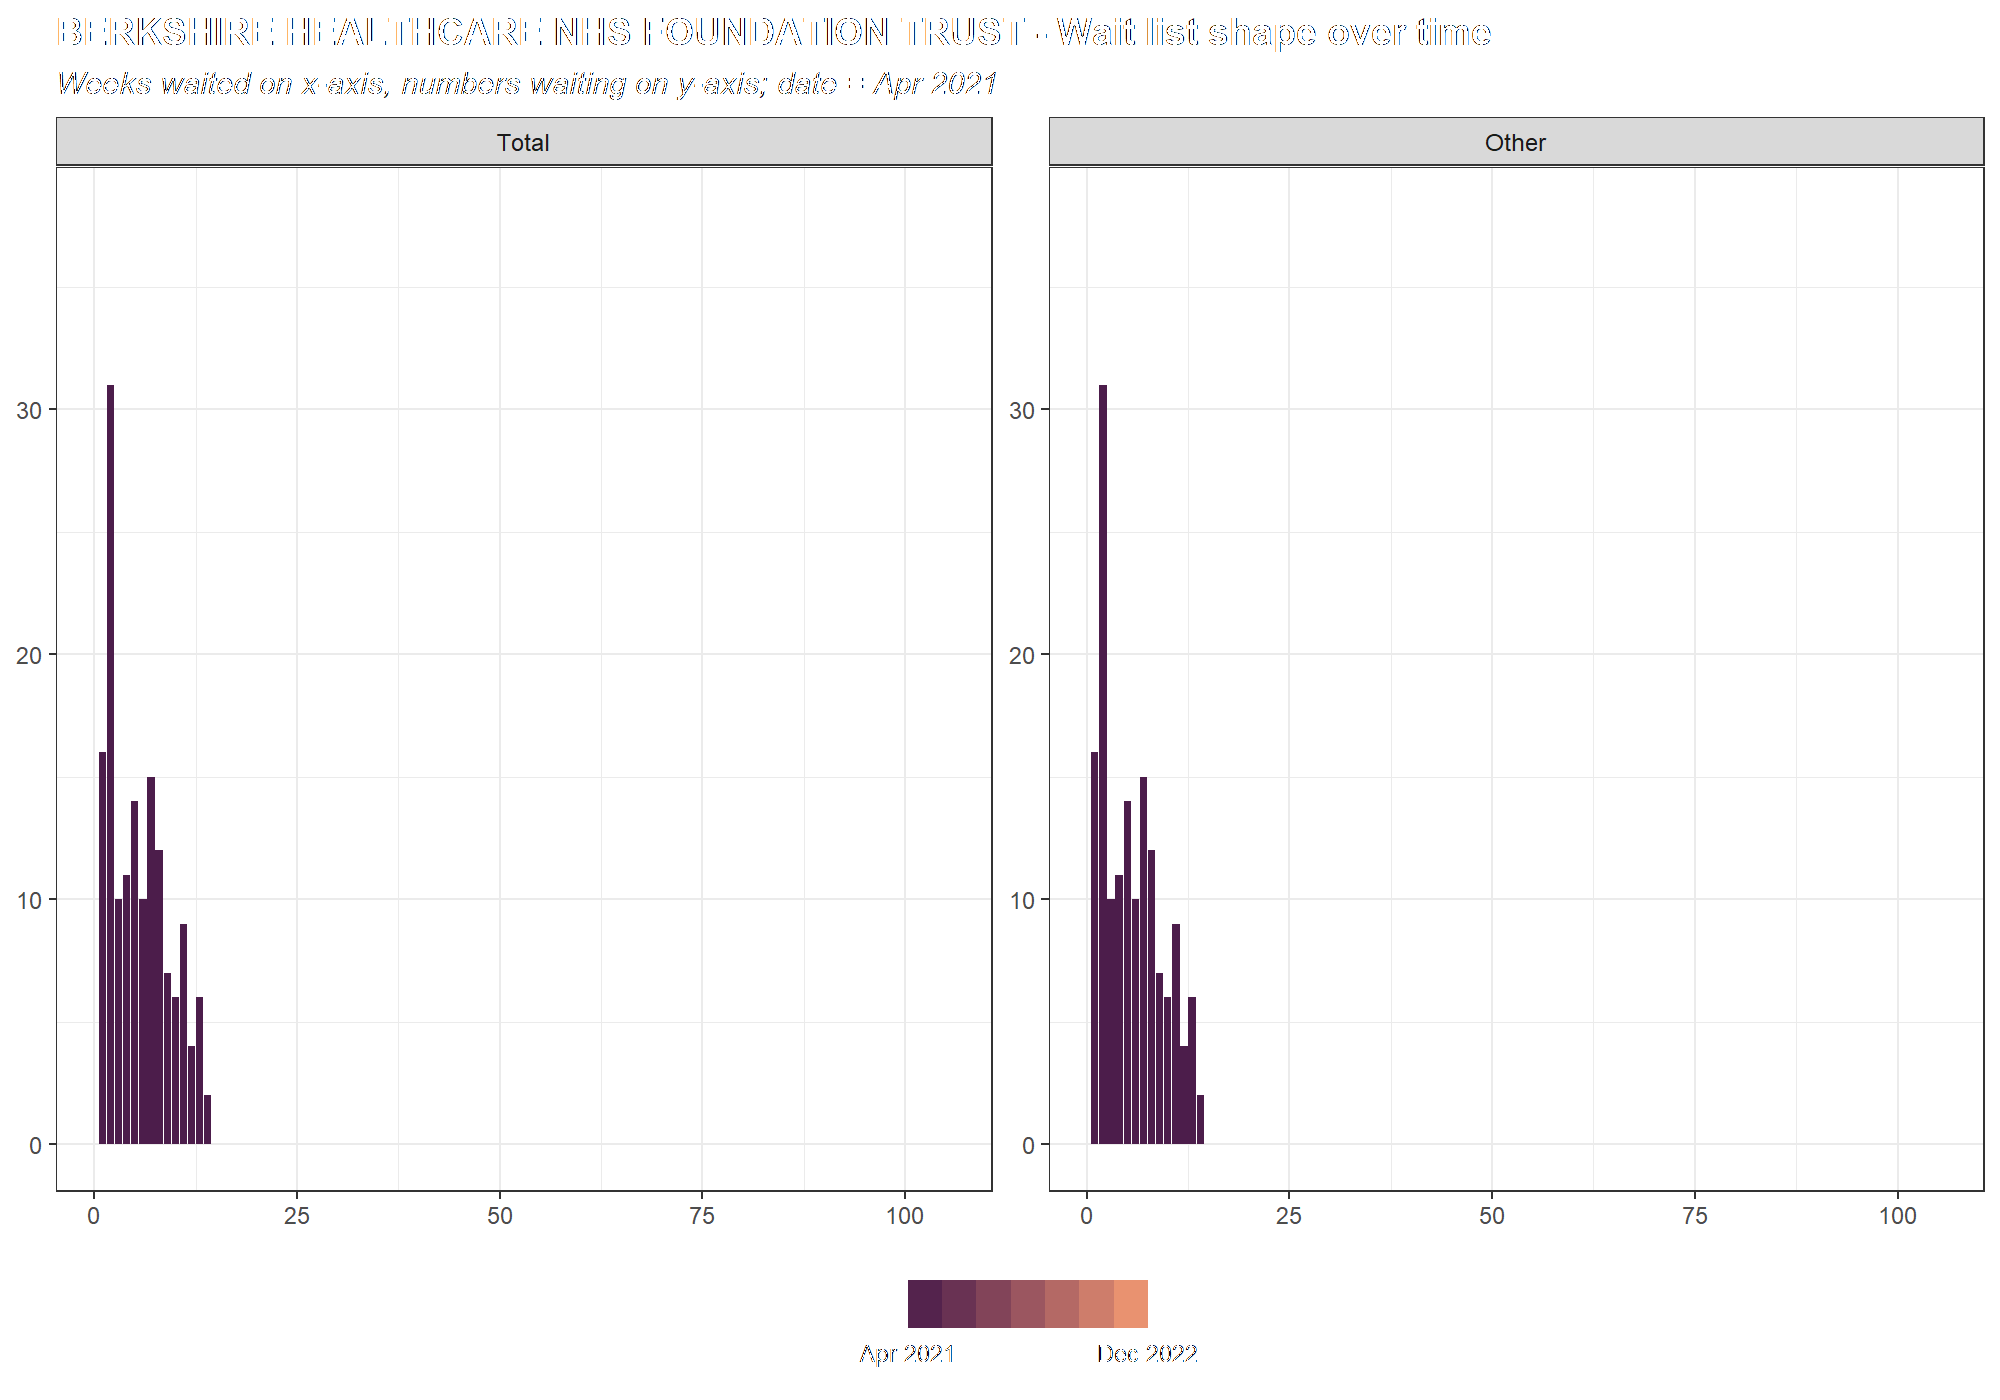 BERKSHIRE HEALTHCARE NHS FOUNDATION TRUST - Wait list shape over time
Weeks waited on x-axis, numbers waiting on y-axis; date = Apr 2021
Total
Other
30
20
10
0
30
20
10
0
0 25 50 75 100
0 25 50 75 100
Apr 2021
Dec 2022